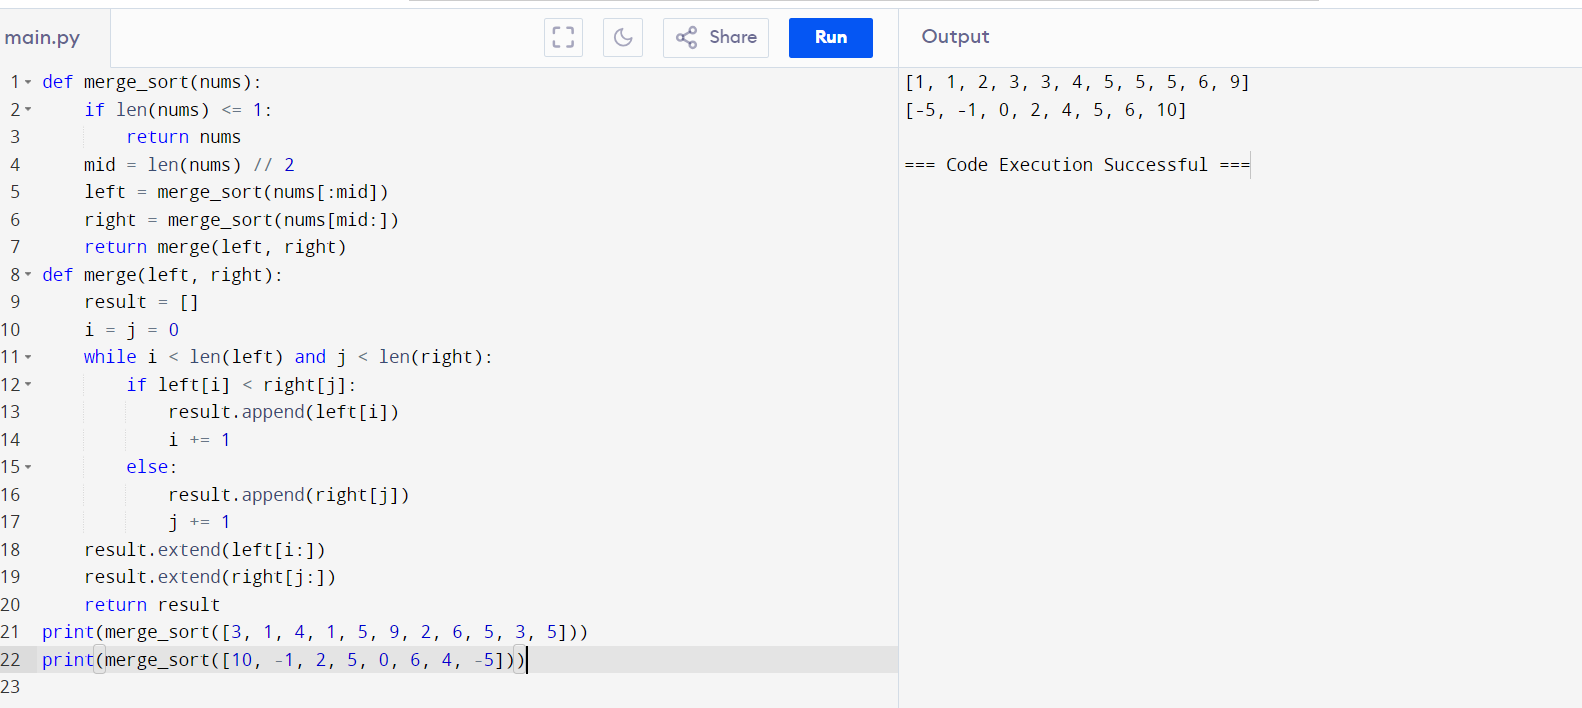 main.py
Share
Run
Output
1 def merge_sort(nums):
2     if len(nums) <= 1:
3         return nums
4     mid = len(nums) // 2
5     left = merge_sort(nums[:mid])
6     right = merge_sort(nums[mid:])
7     return merge(left, right)
8 def merge(left, right):
9     result = []
10     i = j = 0
11     while i < len(left) and j < len(right):
12         if left[i] < right[j]:
13             result.append(left[i])
14             i += 1
15         else:
16             result.append(right[j])
17             j += 1
18     result.extend(left[i:])
19     result.extend(right[j:])
20     return result
21 print(merge_sort([3, 1, 4, 1, 5, 9, 2, 6, 5, 3, 5]))
22 print(merge_sort([10, -1, 2, 5, 0, 6, 4, -5]))
23
[1, 1, 2, 3, 3, 4, 5, 5, 5, 6, 9]
[-5, -1, 0, 2, 4, 5, 6, 10]
=== Code Execution Successful ===